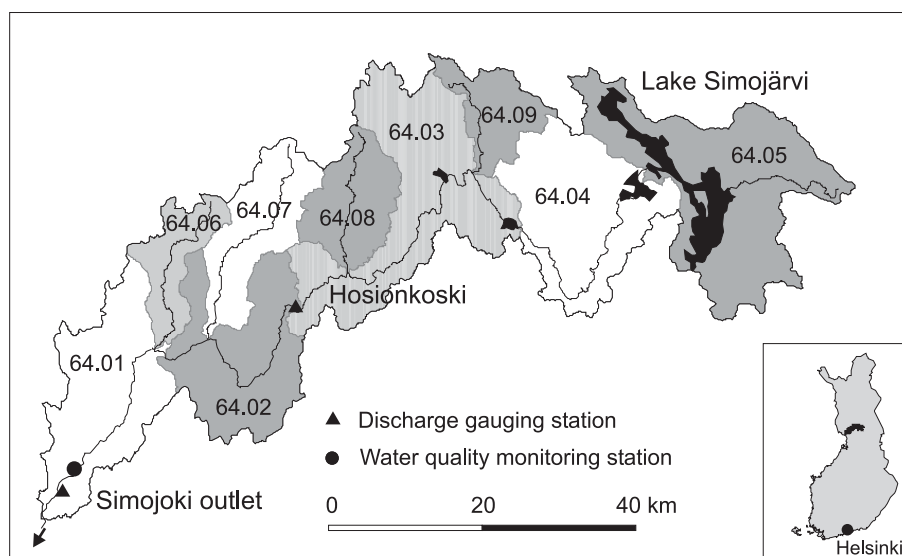 Lake Simojärvi
64.03
64.09
64.05
64.04
64.06
64.07
64.08
Hosionkoski
64.01
64.02
Discharge gauging station
Water quality monitoring station
Simojoki outlet
0 20 40 km
Helsinki